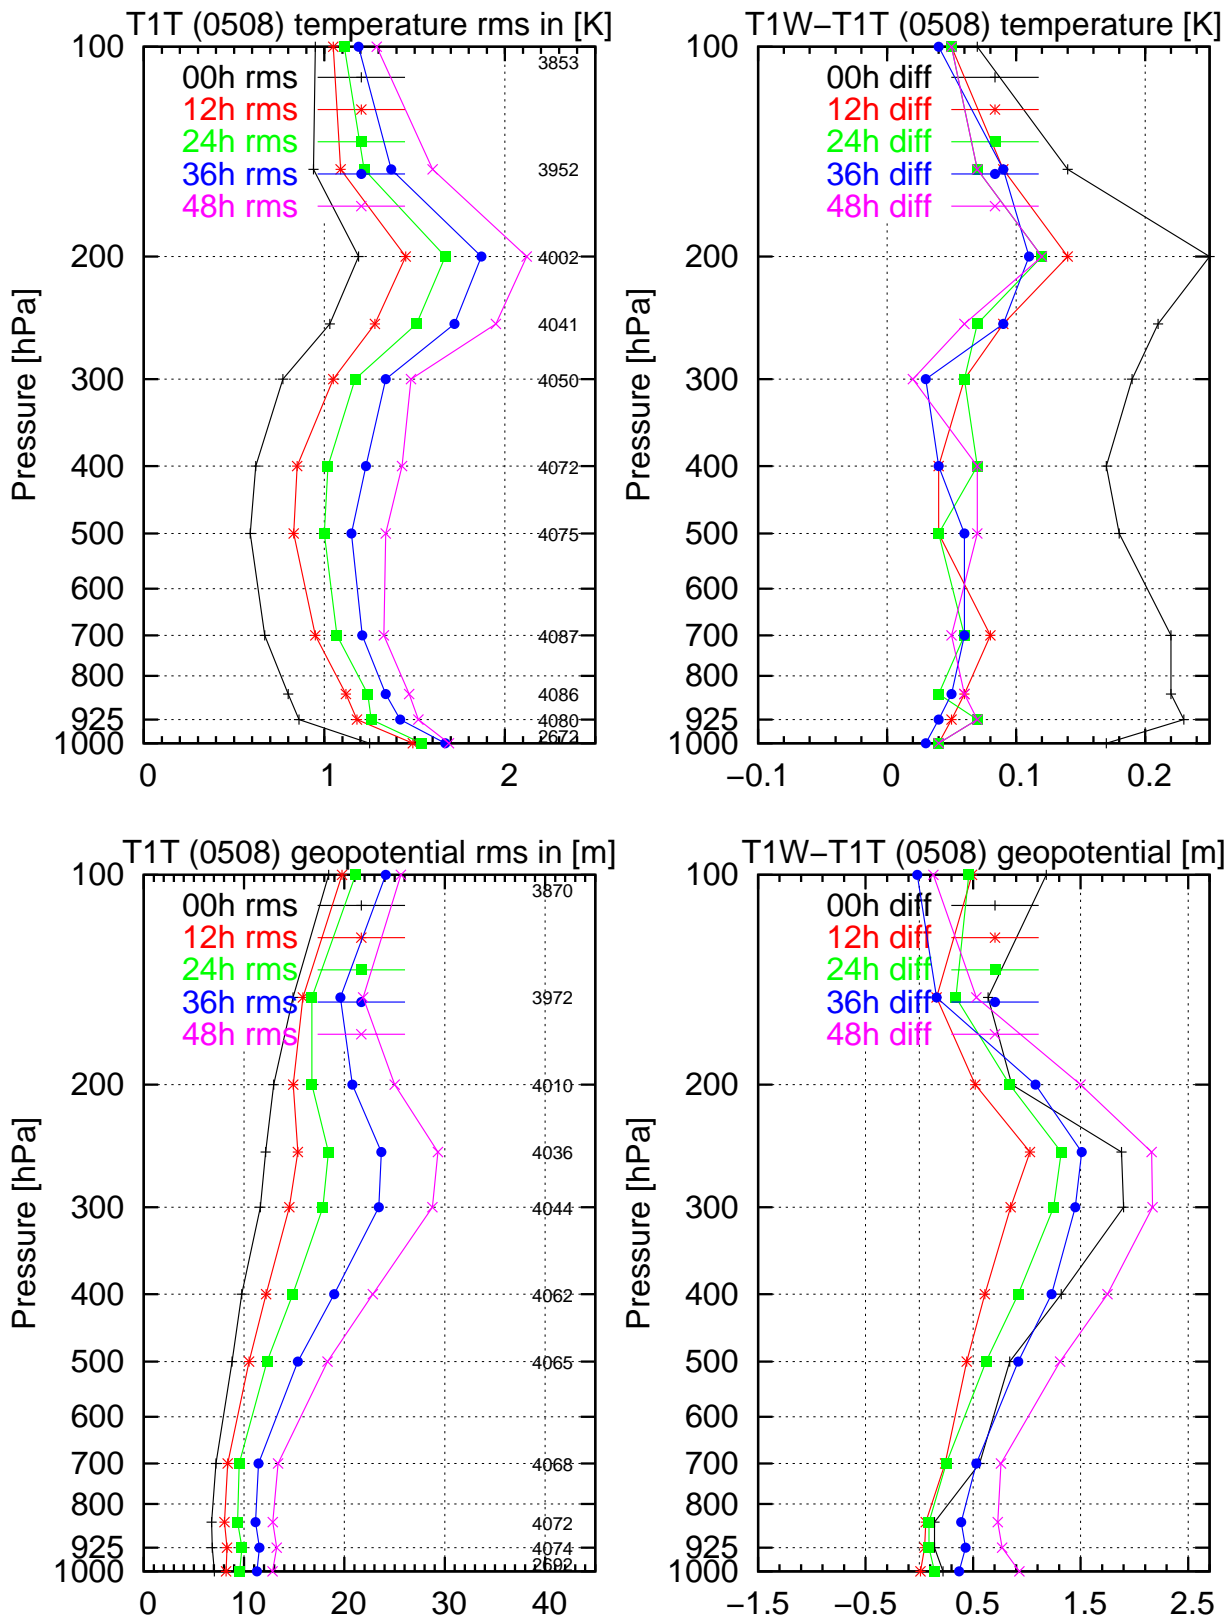 T1T (0508) temperature rms in [K]
100
200
300
400
500
600
700
800
925
1000
Pressure [hPa]
00h rms
12h rms
24h rms
36h rms
48h rms
3853
3952
4002
4041
4050
4072
4075
4087
4086
4080
2673
0 1 2
T1W−T1T (0508) temperature [K]
100
200
300
400
500
600
700
800
925
1000
Pressure [hPa]
00h diff
12h diff
24h diff
36h diff
48h diff
−0.1 0 0.1 0.2
T1T (0508) geopotential rms in [m]
100
200
300
400
500
600
700
800
925
1000
Pressure [hPa]
00h rms
12h rms
24h rms
36h rms
48h rms
3870
3972
4010
4036
4044
4062
4065
4068
4072
4074
2692
0 10 20 30 40
T1W−T1T (0508) geopotential [m]
100
200
300
400
500
600
700
800
925
1000
Pressure [hPa]
00h diff
12h diff
24h diff
36h diff
48h diff
−1.5 −0.5 0.5 1.5 2.5